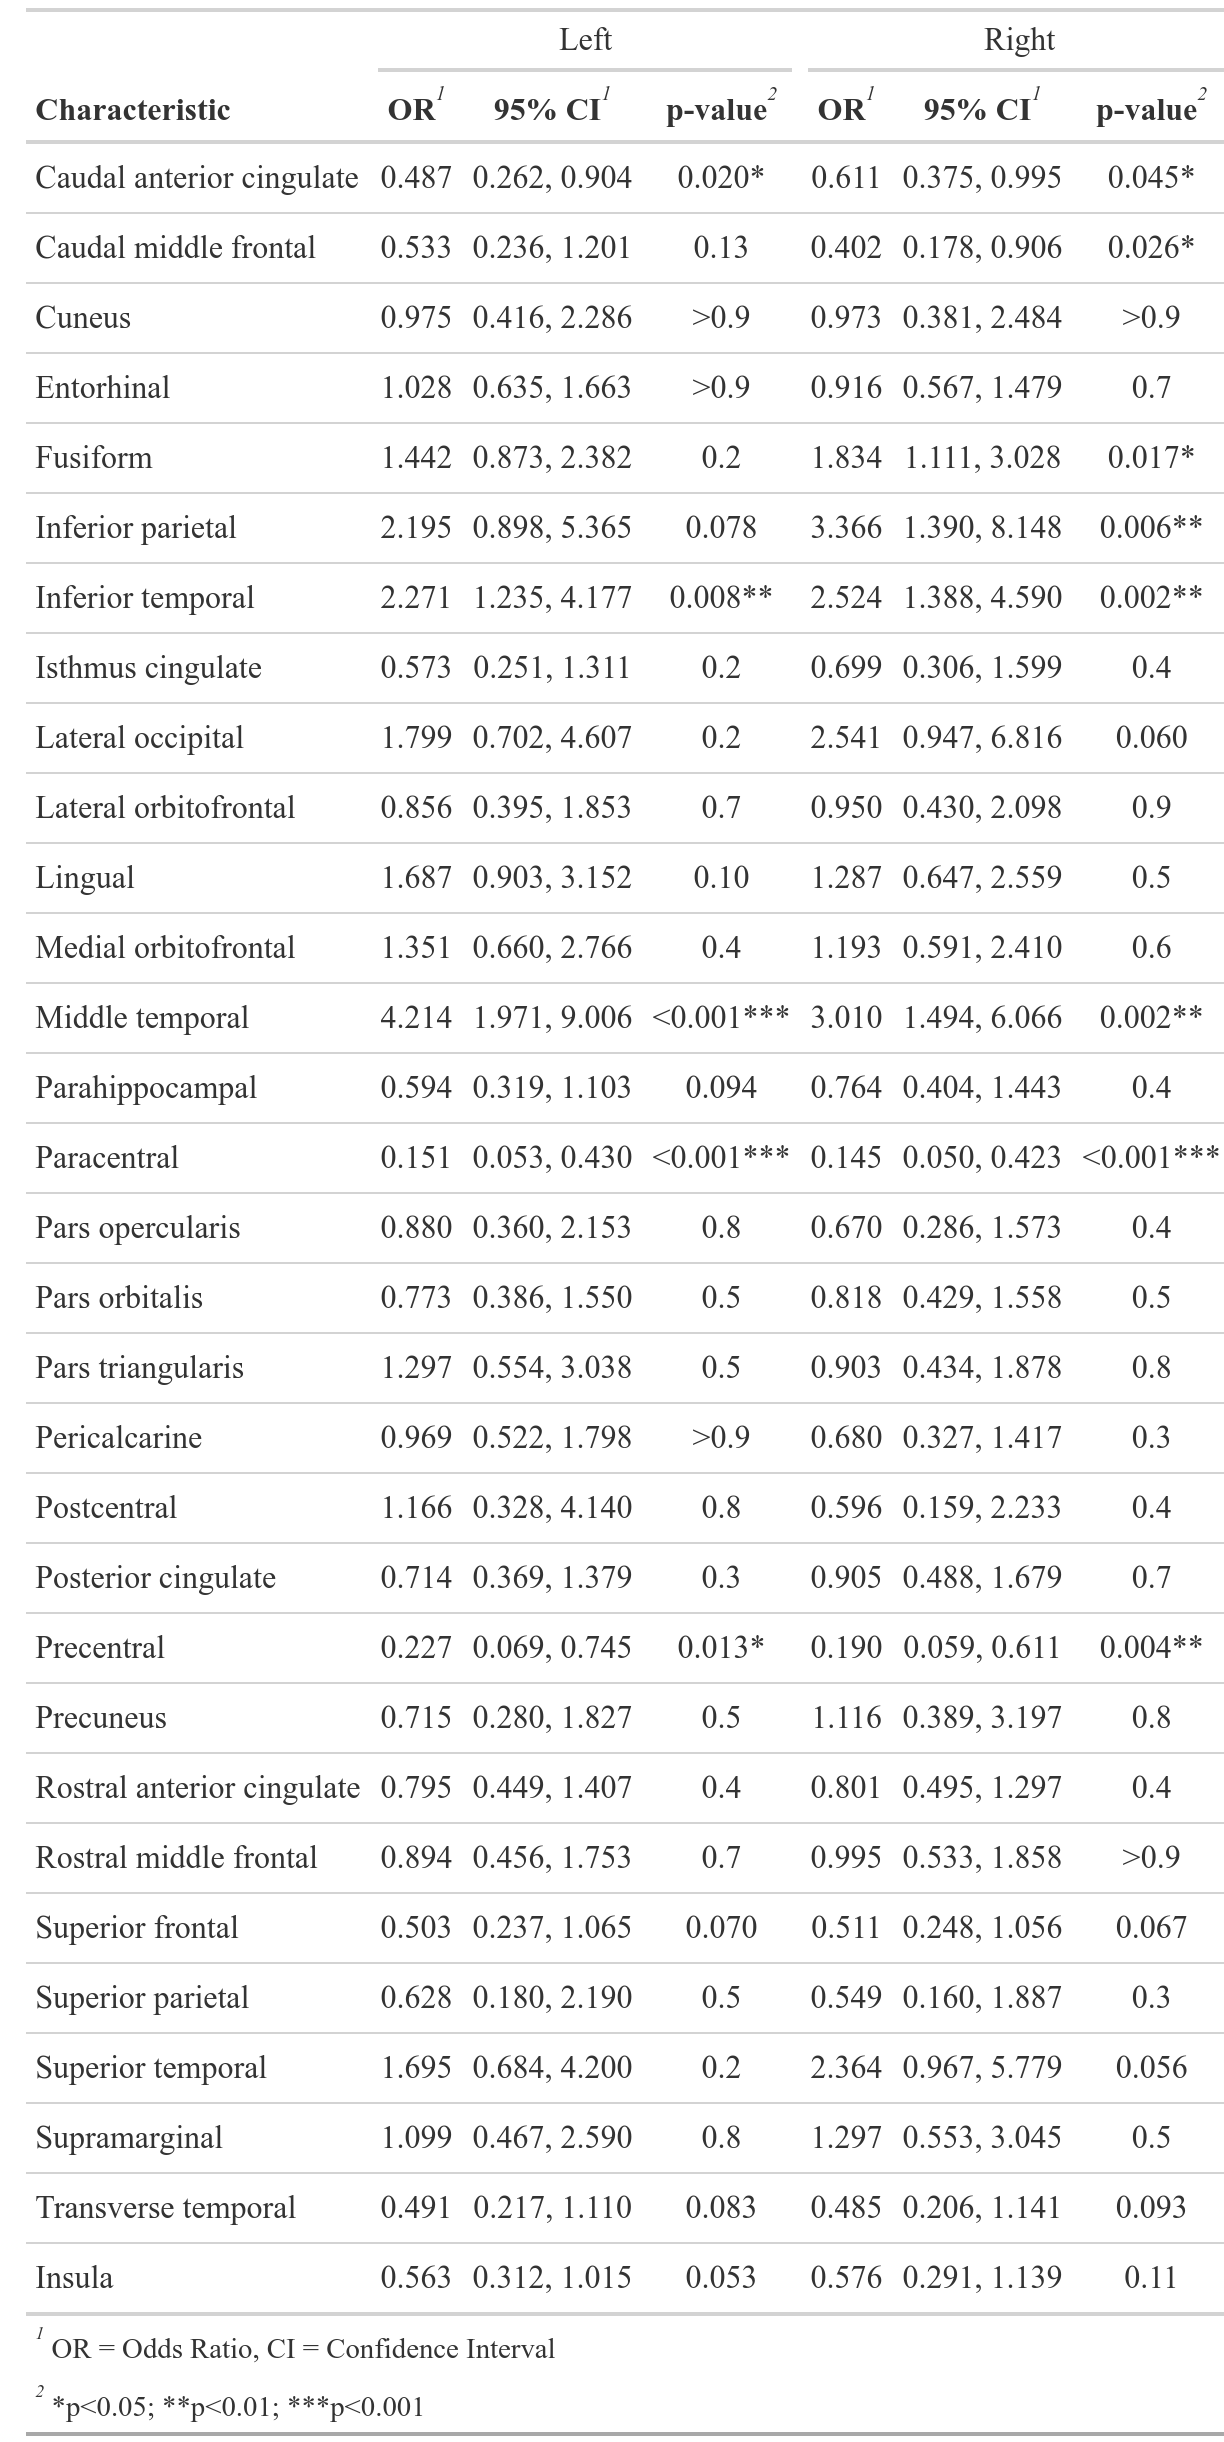 Left Right
Characteristic OR1 95% CI1 p-value2 OR1 95% CI1 p-value2
Caudal anterior cingulate 0.487 0.262, 0.904 0.020* 0.611 0.375, 0.995 0.045*
Caudal middle frontal 0.533 0.236, 1.201 0.13 0.402 0.178, 0.906 0.026*
Cuneus 0.975 0.416, 2.286 >0.9 0.973 0.381, 2.484 >0.9
Entorhinal 1.028 0.635, 1.663 >0.9 0.916 0.567, 1.479 0.7
Fusiform 1.442 0.873, 2.382 0.2 1.834 1.111, 3.028 0.017*
Inferior parietal 2.195 0.898, 5.365 0.078 3.366 1.390, 8.148 0.006**
Inferior temporal 2.271 1.235, 4.177 0.008** 2.524 1.388, 4.590 0.002**
Isthmus cingulate 0.573 0.251, 1.311 0.2 0.699 0.306, 1.599 0.4
Lateral occipital 1.799 0.702, 4.607 0.2 2.541 0.947, 6.816 0.060
Lateral orbitofrontal 0.856 0.395, 1.853 0.7 0.950 0.430, 2.098 0.9
Lingual 1.687 0.903, 3.152 0.10 1.287 0.647, 2.559 0.5
Medial orbitofrontal 1.351 0.660, 2.766 0.4 1.193 0.591, 2.410 0.6
Middle temporal 4.214 1.971, 9.006 <0.001*** 3.010 1.494, 6.066 0.002**
Parahippocampal 0.594 0.319, 1.103 0.094 0.764 0.404, 1.443 0.4
Paracentral 0.151 0.053, 0.430 <0.001*** 0.145 0.050, 0.423 <0.001***
Pars opercularis 0.880 0.360, 2.153 0.8 0.670 0.286, 1.573 0.4
Pars orbitalis 0.773 0.386, 1.550 0.5 0.818 0.429, 1.558 0.5
Pars triangularis 1.297 0.554, 3.038 0.5 0.903 0.434, 1.878 0.8
Pericalcarine 0.969 0.522, 1.798 >0.9 0.680 0.327, 1.417 0.3
Postcentral 1.166 0.328, 4.140 0.8 0.596 0.159, 2.233 0.4
Posterior cingulate 0.714 0.369, 1.379 0.3 0.905 0.488, 1.679 0.7
Precentral 0.227 0.069, 0.745 0.013* 0.190 0.059, 0.611 0.004**
Precuneus 0.715 0.280, 1.827 0.5 1.116 0.389, 3.197 0.8
Rostral anterior cingulate 0.795 0.449, 1.407 0.4 0.801 0.495, 1.297 0.4
Rostral middle frontal 0.894 0.456, 1.753 0.7 0.995 0.533, 1.858 >0.9
Superior frontal 0.503 0.237, 1.065 0.070 0.511 0.248, 1.056 0.067
Superior parietal 0.628 0.180, 2.190 0.5 0.549 0.160, 1.887 0.3
Superior temporal 1.695 0.684, 4.200 0.2 2.364 0.967, 5.779 0.056
Supramarginal 1.099 0.467, 2.590 0.8 1.297 0.553, 3.045 0.5
Transverse temporal 0.491 0.217, 1.110 0.083 0.485 0.206, 1.141 0.093
Insula 0.563 0.312, 1.015 0.053 0.576 0.291, 1.139 0.11
1 OR = Odds Ratio, CI = Confidence Interval
2 *p<0.05; **p<0.01; ***p<0.001